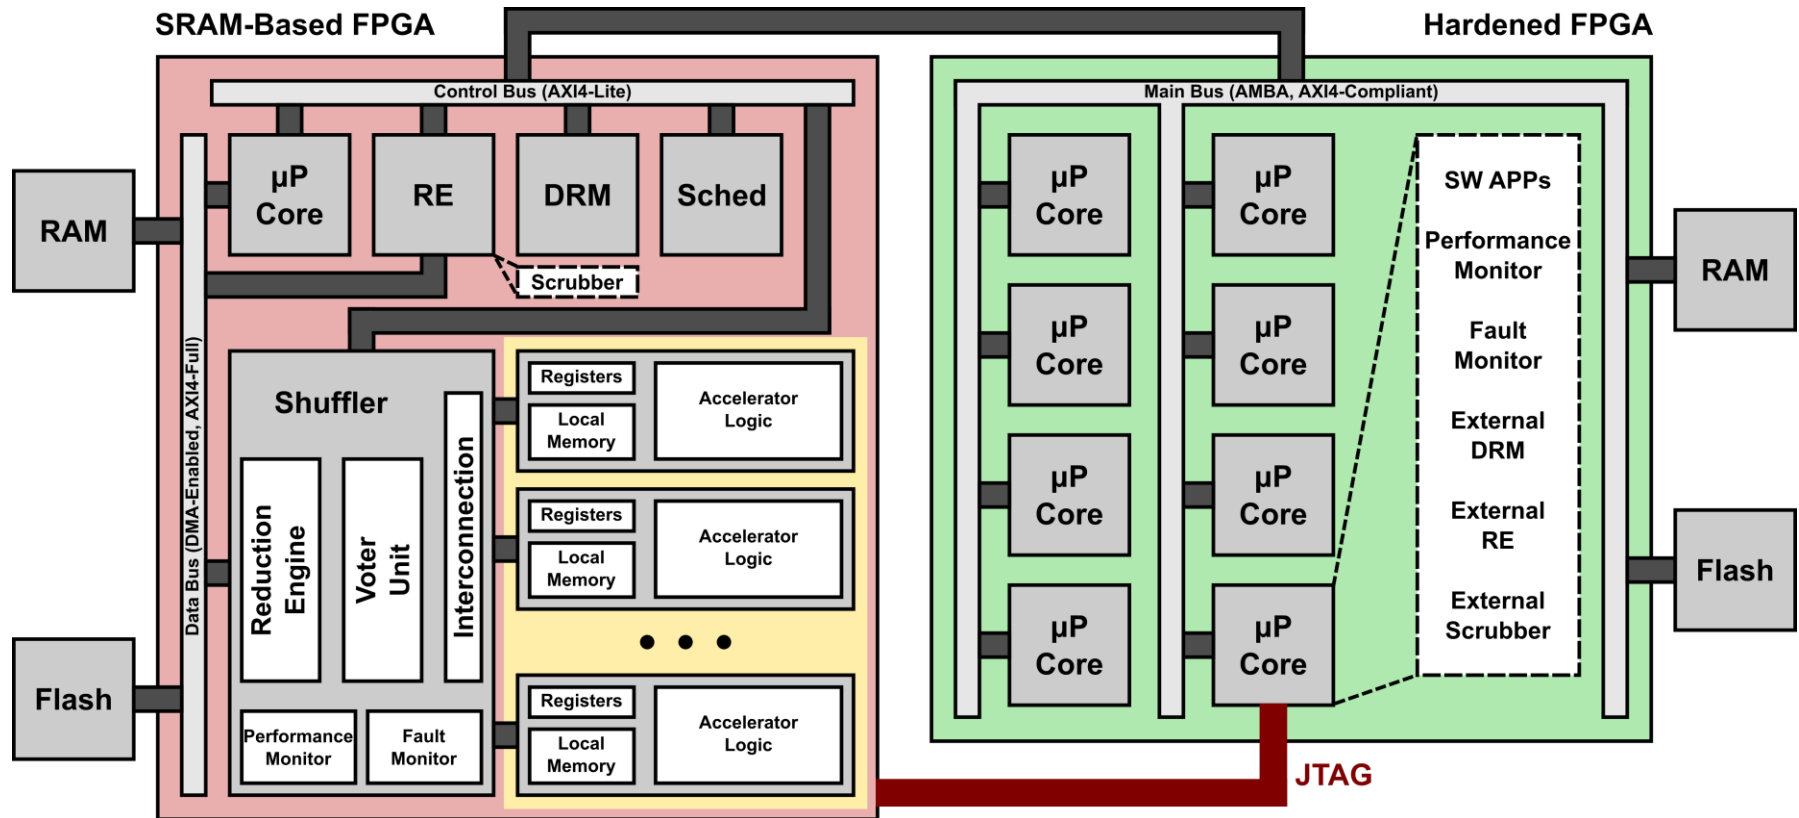 SRAM-Based FPGA
Hardened FPGA
Control Bus (AXI4-Lite)
Main Bus (AMBA, AXI4-Compliant)
RAM
Flash
Data Bus (DMA-Enabled, AXI4-Full)
µP
Core
RE
DRM
Sched
Scrubber
Shuffler
Reduction
Engine
Voter
Unit
Interconnection
Performance
Monitor
Fault
Monitor
Registers
Local
Memory
Accelerator
Logic
Registers
Local
Memory
Accelerator
Logic
Registers
Local
Memory
Accelerator
Logic
µP
Core
µP
Core
µP
Core
µP
Core
µP
Core
µP
Core
µP
Core
µP
Core
SW APPs
Performance
Monitor
Fault
Monitor
External
DRM
External
RE
External
Scrubber
RAM
Flash
JTAG